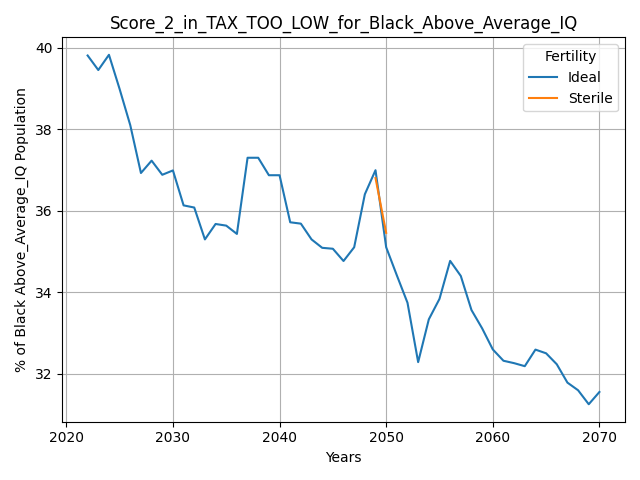 Score_2_in_TAX_TOO_LOW_for_Black_Above_Average_IQ
% of Black Above_Average_IQ Population
40
38
36
34
32
Fertility
Ideal
Sterile
2020 2030 2040 2050 2060 2070
Years